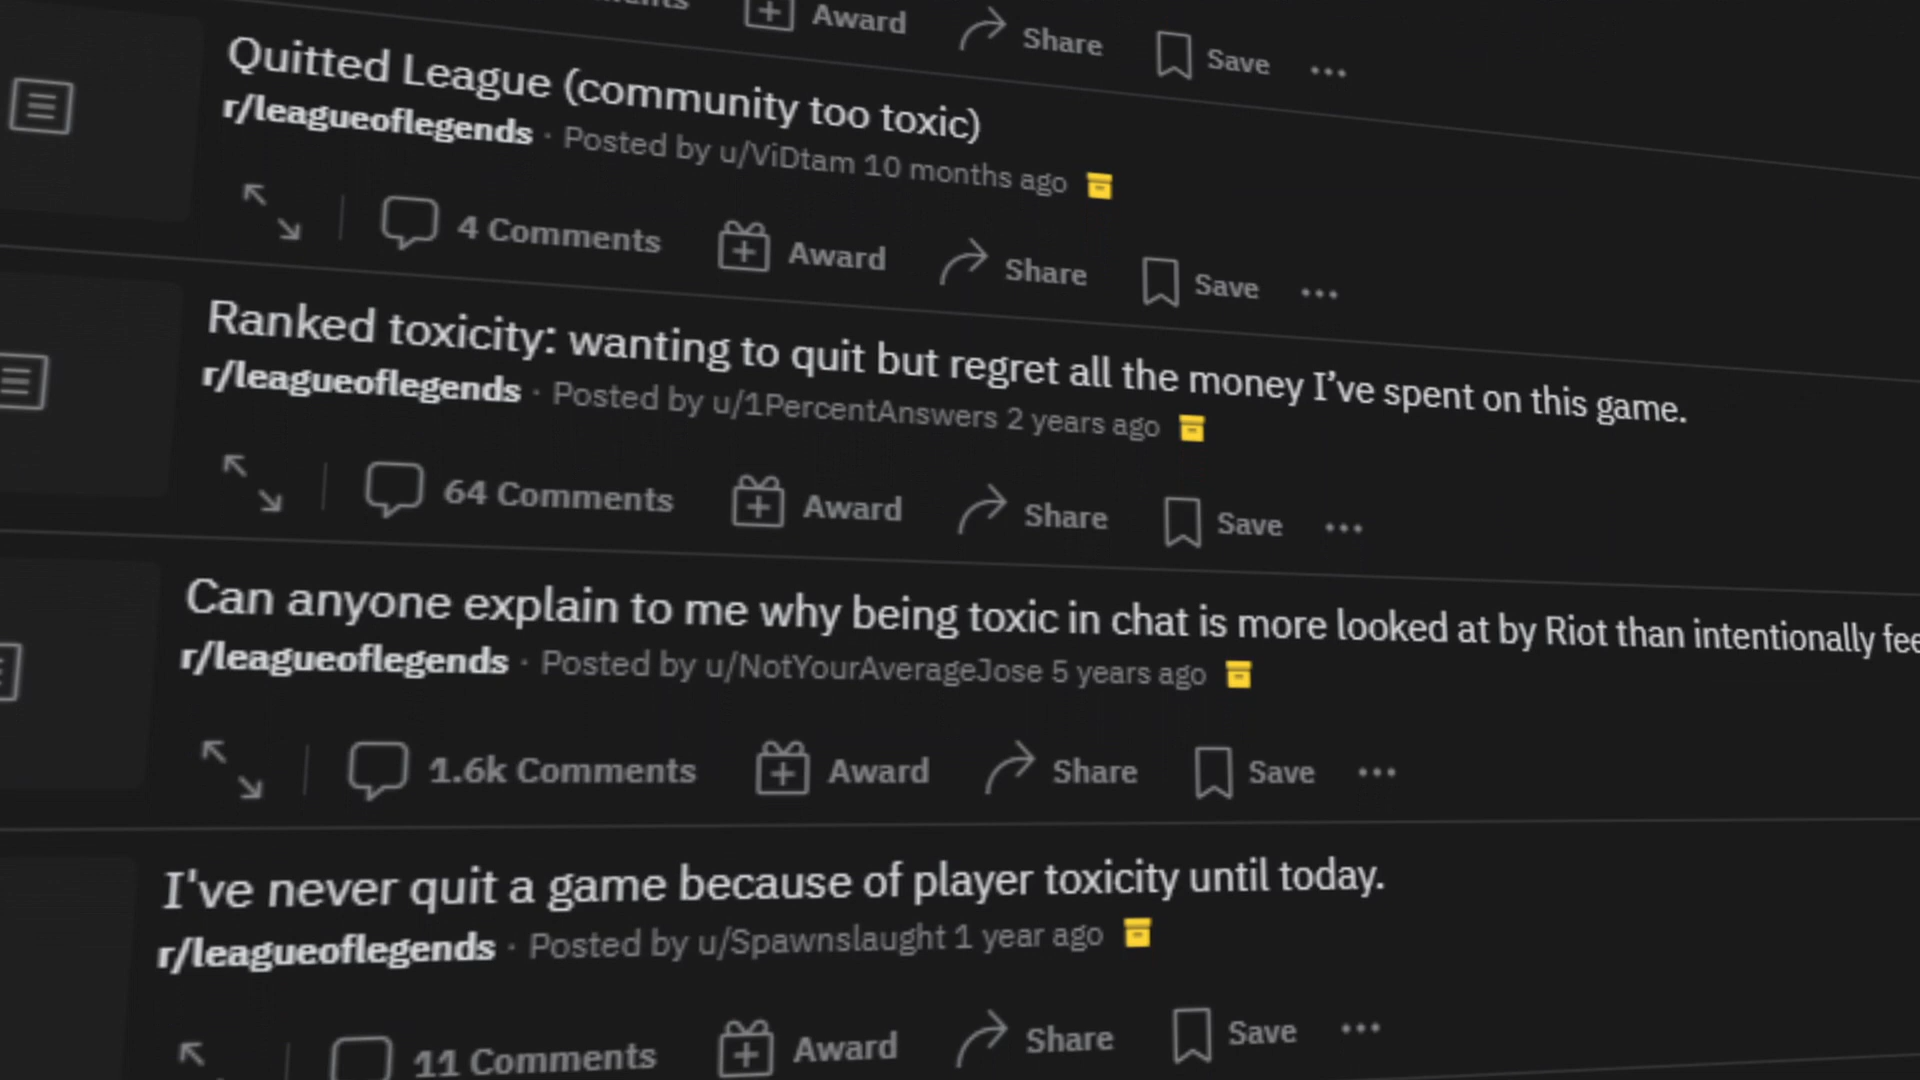 Award Share Save
Quitted League (community too toxic)
r/leagueoflegends · Posted by u/ViDtam 10 months ago
4 Comments Award Share Save
Ranked toxicity: wanting to quit but regret all the money I've spent on this game.
r/leagueoflegends · Posted by u/1PercentAnswers 2 years ago
64 Comments Award Share Save
Can anyone explain to me why being toxic in chat is more looked at by Riot than intentionally fee
r/leagueoflegends · Posted by u/NotYourAverageJose 5 years ago
1.6k Comments Award Share Save
I've never quit a game because of player toxicity until today.
r/leagueoflegends · Posted by u/Spawnslaught 1 year ago
11 Comments Award Share Save